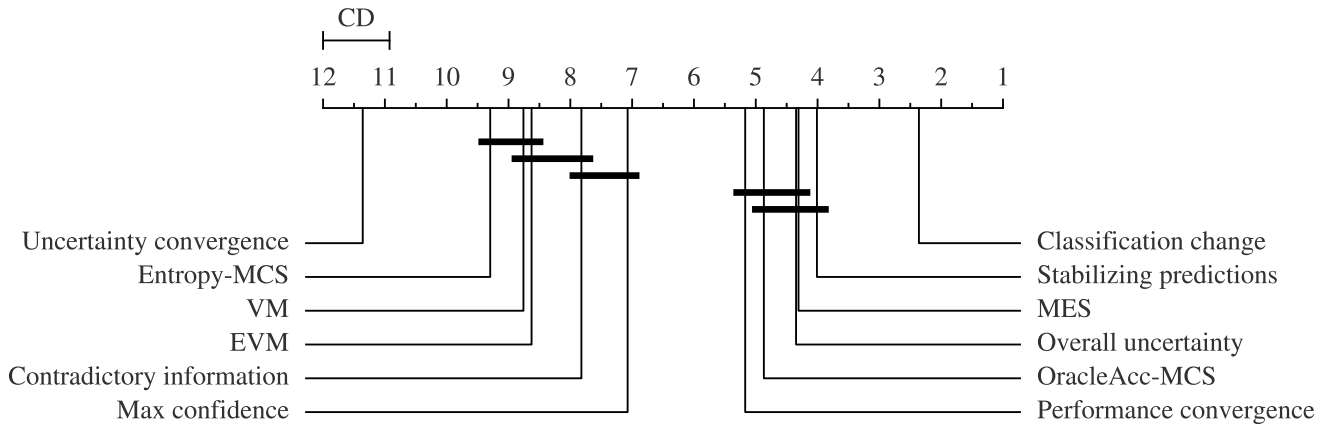 CD
12 11 10 9 8 7 6 5 4 3 2 1
Uncertainty convergence
Entropy-MCS
VM
EVM
Contradictory information
Max confidence
Classification change
Stabilizing predictions
MES
Overall uncertainty
OracleAcc-MCS
Performance convergence